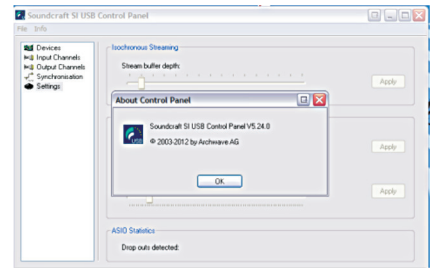 Soundcraft SI USB Control Panel
File Info
Devices
Input Channels
Output Channels
Synchronisation
Settings
Isochronous Streaming
Stream buffer depth:
Apply
About Control Panel
Soundcraft SI USB Control Panel V5.24.0
© 2003-2012 by Archwave AG
OK
Apply
Apply
ASIO Statistics
Drop outs detected: